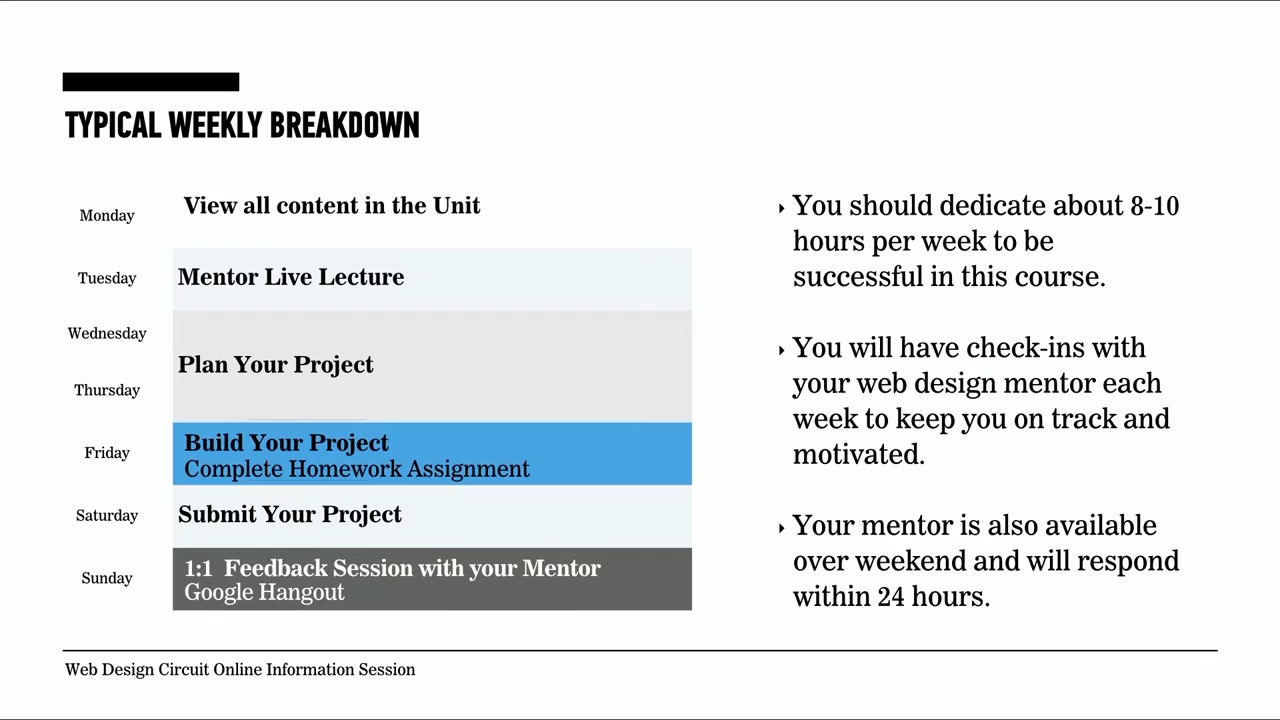 TYPICAL WEEKLY BREAKDOWN
Monday
View all content in the Unit
Tuesday
Mentor Live Lecture
Wednesday
Plan Your Project
Thursday
Friday
Build Your Project
Complete Homework Assignment
Saturday
Submit Your Project
Sunday
1:1 Feedback Session with your Mentor
Google Hangout
You should dedicate about 8-10
hours per week to be
successful in this course.
You will have check-ins with
your web design mentor each
week to keep you on track and
motivated.
Your mentor is also available
over weekend and will respond
within 24 hours.
Web Design Circuit Online Information Session